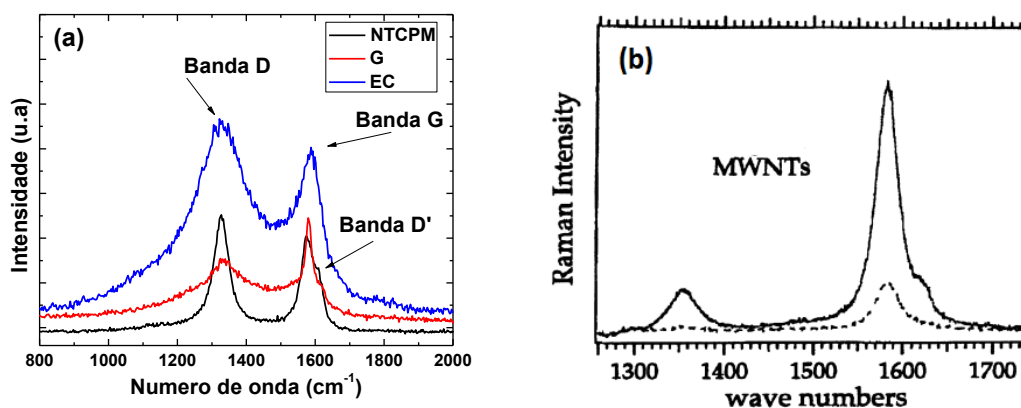 (a)
NTCPM
G
EC
Banda D
Banda G
Banda D'
Intensidade (u.a)
800 1000 1200 1400 1600 1800 2000
Numero de onda (cm⁻¹)
(b)
MWNTs
Raman Intensity
1300 1400 1500 1600 1700
wave numbers